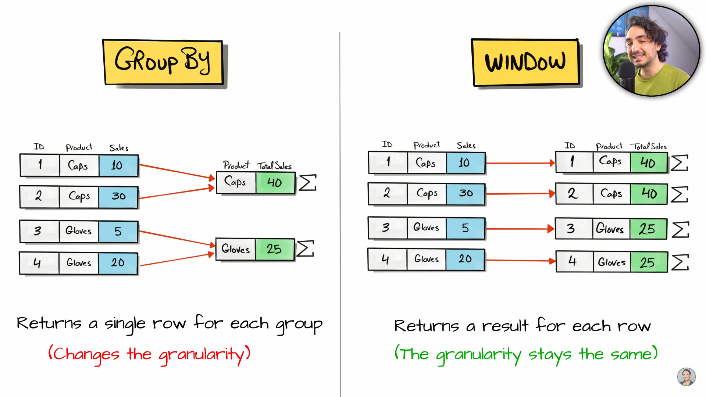 GROUP BY
ID Product Sales
1 Caps 10
2 Caps 30
3 Gloves 5
4 Gloves 20
Product Total Sales
Caps 40 Σ
Gloves 25 Σ
Returns a single row for each group
(Changes the granularity)
WINDOW
ID Product Sales
1 Caps 10
2 Caps 30
3 Gloves 5
4 Gloves 20
ID Product Total Sales
1 Caps 40 Σ
2 Caps 40 Σ
3 Gloves 25 Σ
4 Gloves 25 Σ
Returns a result for each row
(The granularity stays the same)